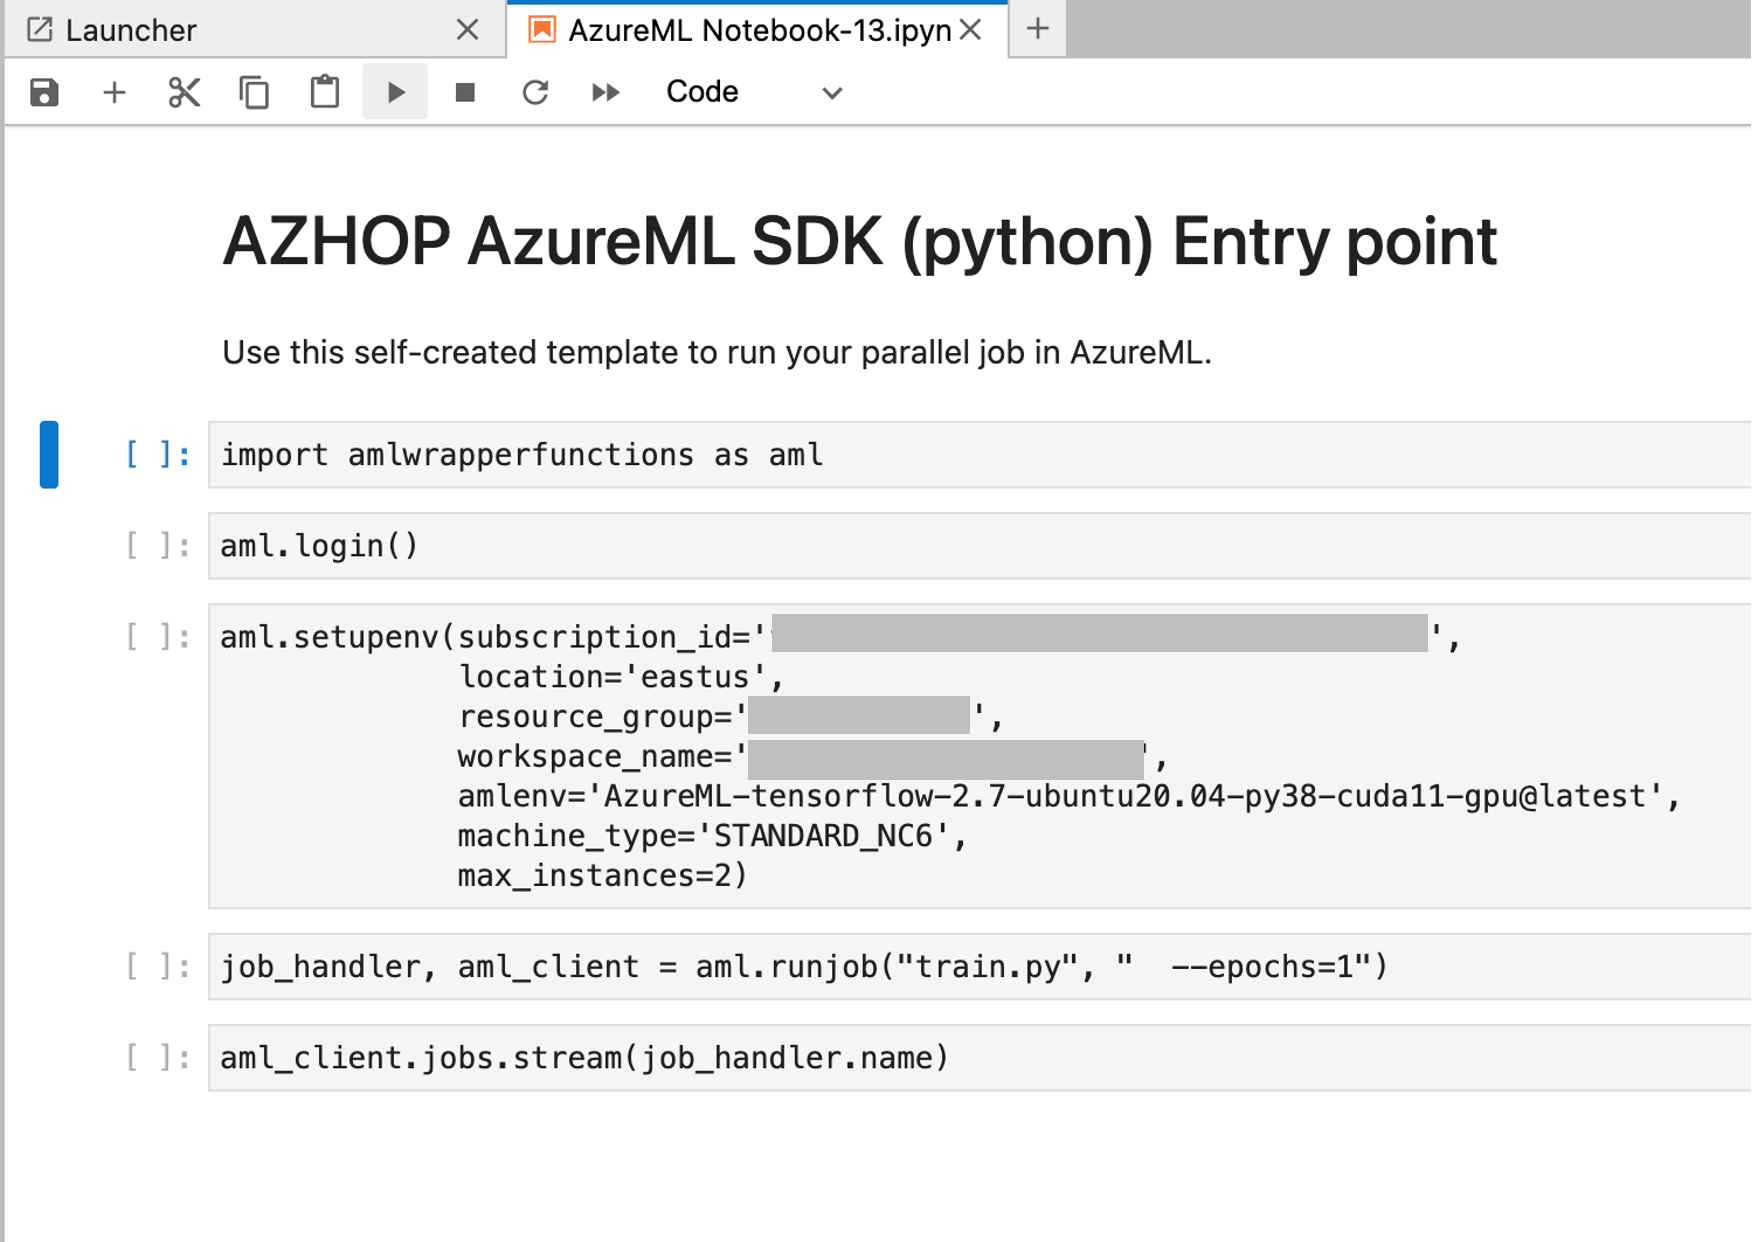 Launcher
AzureML Notebook-13.ipyn
Code
AZHOP AzureML SDK (python) Entry point
Use this self-created template to run your parallel job in AzureML.
[ ]: import amlwrapperfunctions as aml
[ ]: aml.login()
[ ]: aml.setupenv(subscription_id='',
location='eastus',
resource_group='',
workspace_name='',
amlenv='AzureML-tensorflow-2.7-ubuntu20.04-py38-cuda11-gpu@latest',
machine_type='STANDARD_NC6',
max_instances=2)
[ ]: job_handler, aml_client = aml.runjob("train.py", "  --epochs=1")
[ ]: aml_client.jobs.stream(job_handler.name)